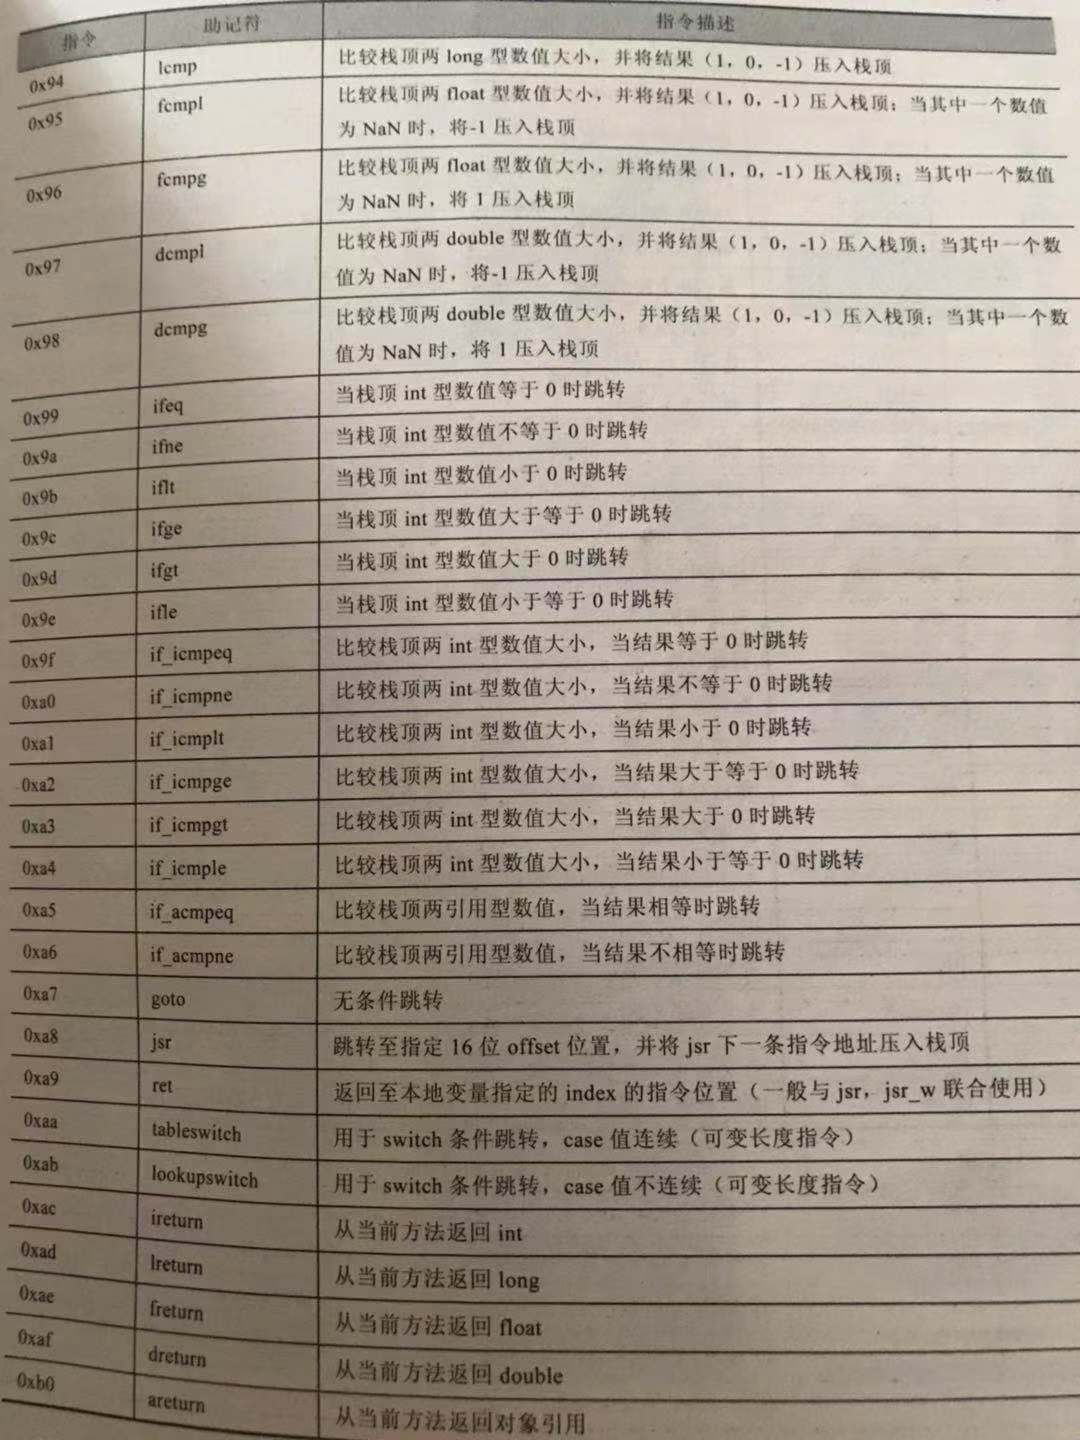 指令 助记符 指令描述
0x94 lcmp 比较栈顶两 long 型数值大小，并将结果（1，0，-1）压入栈顶
0x95 fcmpl 比较栈顶两 float 型数值大小，并将结果（1，0，-1）压入栈顶；当其中一个数值
为 NaN 时，将-1 压入栈顶
0x96 fcmpg 比较栈顶两 float 型数值大小，并将结果（1，0，-1）压入栈顶；当其中一个数值
为 NaN 时，将 1 压入栈顶
0x97 dcmpl 比较栈顶两 double 型数值大小，并将结果（1，0，-1）压入栈顶；当其中一个数
值为 NaN 时，将-1 压入栈顶
0x98 dcmpg 比较栈顶两 double 型数值大小，并将结果（1，0，-1）压入栈顶；当其中一个数
值为 NaN 时，将 1 压入栈顶
0x99 ifeq 当栈顶 int 型数值等于 0 时跳转
0x9a ifne 当栈顶 int 型数值不等于 0 时跳转
0x9b iflt 当栈顶 int 型数值小于 0 时跳转
0x9c ifge 当栈顶 int 型数值大于等于 0 时跳转
0x9d ifgt 当栈顶 int 型数值大于 0 时跳转
0x9e ifle 当栈顶 int 型数值小于等于 0 时跳转
0x9f if_icmpeq 比较栈顶两 int 型数值大小，当结果等于 0 时跳转
0xa0 if_icmpne 比较栈顶两 int 型数值大小，当结果不等于 0 时跳转
0xa1 if_icmplt 比较栈顶两 int 型数值大小，当结果小于 0 时跳转
0xa2 if_icmpge 比较栈顶两 int 型数值大小，当结果大于等于 0 时跳转
0xa3 if_icmpgt 比较栈顶两 int 型数值大小，当结果大于 0 时跳转
0xa4 if_icmple 比较栈顶两 int 型数值大小，当结果小于等于 0 时跳转
0xa5 if_acmpeq 比较栈顶两引用型数值，当结果相等时跳转
0xa6 if_acmpne 比较栈顶两引用型数值，当结果不相等时跳转
0xa7 goto 无条件跳转
0xa8 jsr 跳转至指定 16 位 offset 位置，并将 jsr 下一条指令地址压入栈顶
0xa9 ret 返回至本地变量指定的 index 的指令位置（一般与 jsr，jsr_w 联合使用）
0xaa tableswitch 用于 switch 条件跳转，case 值连续（可变长度指令）
0xab lookupswitch 用于 switch 条件跳转，case 值不连续（可变长度指令）
0xac ireturn 从当前方法返回 int
0xad lreturn 从当前方法返回 long
0xae freturn 从当前方法返回 float
0xaf dreturn 从当前方法返回 double
0xb0 areturn 从当前方法返回对象引用